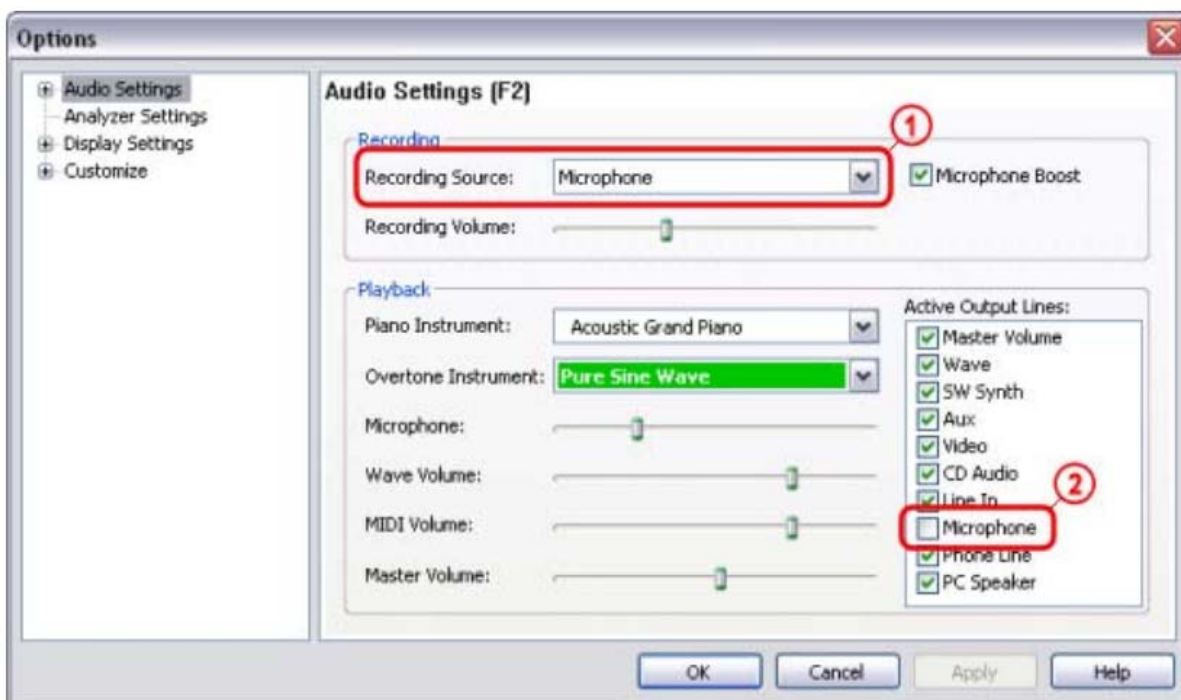 Options
Audio Settings
Analyzer Settings
Display Settings
Customize
Audio Settings (F2)
1
Recording
Recording Source: Microphone
Microphone Boost
Recording Volume:
Playback
Piano Instrument: Acoustic Grand Piano
Overtone Instrument: Pure Sine Wave
Microphone:
Wave Volume:
MIDI Volume:
Master Volume:
Active Output Lines:
Master Volume
Wave
SW Synth
Aux
Video
CD Audio
2
Line In
Microphone
Phone Line
PC Speaker
OK
Cancel
Apply
Help